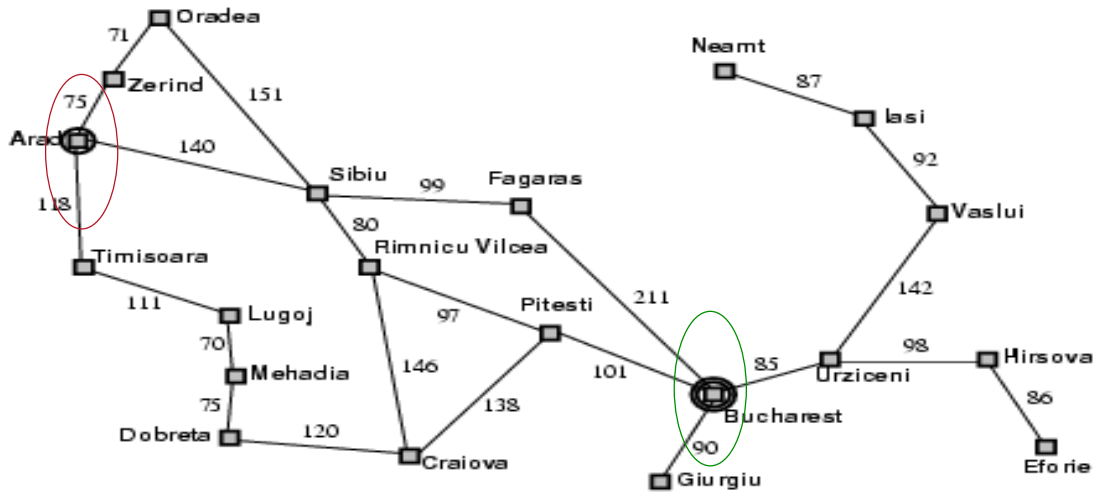 Oradea
71
Neamt
Zerind
87
75
151
Iasi
Arad
140
92
Sibiu
99
Fagaras
118
80
Vaslui
Timisoara
Rimnicu Vilcea
111
211
142
Lugoj
97
Pitesti
70
98
Hirsova
Mehadia
146
101
85
Urziceni
75
138
86
Dobreta
120
Bucharest
90
Craiova
Eforie
Giurgiu